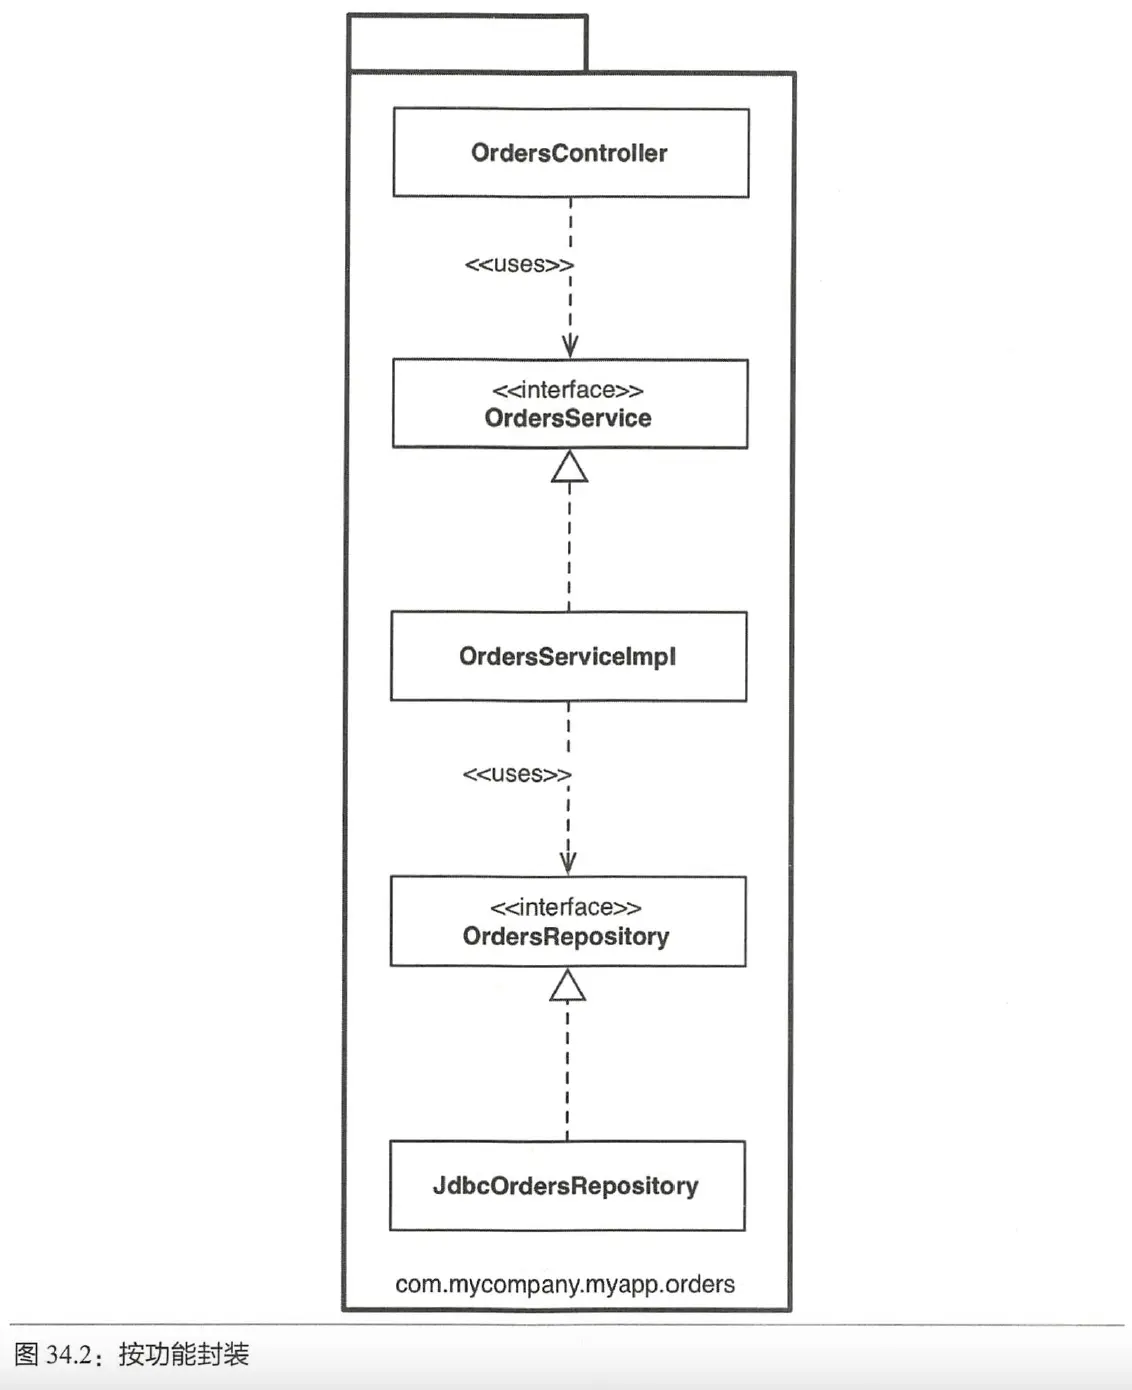 OrdersController
<<uses>>
<<interface>>
OrdersService
OrdersServiceImpl
<<uses>>
<<interface>>
OrdersRepository
JdbcOrdersRepository
com.mycompany.myapp.orders
图 34.2：按功能封装